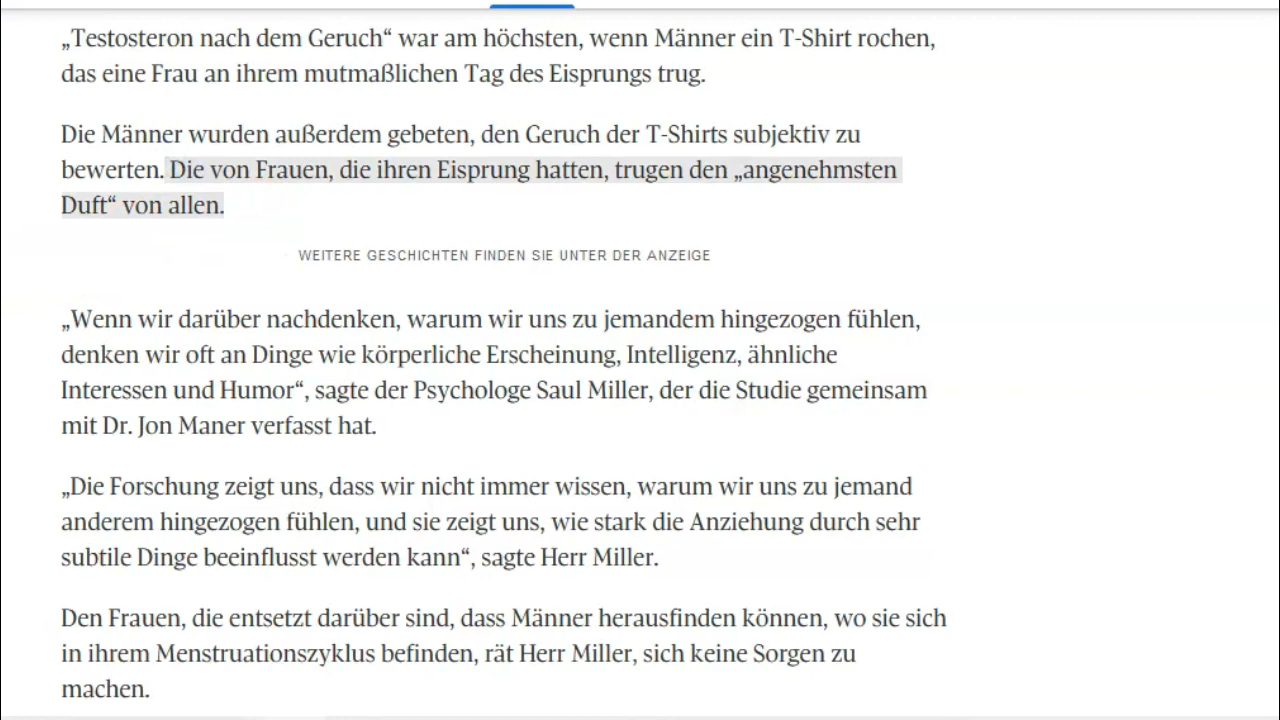 „Testosteron nach dem Geruch“ war am höchsten, wenn Männer ein T-Shirt rochen,
das eine Frau an ihrem mutmaßlichen Tag des Eisprungs trug.
Die Männer wurden außerdem gebeten, den Geruch der T-Shirts subjektiv zu
bewerten. Die von Frauen, die ihren Eisprung hatten, trugen den „angenehmsten
Duft“ von allen.
WEITERE GESCHICHTEN FINDEN SIE UNTER DER ANZEIGE
„Wenn wir darüber nachdenken, warum wir uns zu jemandem hingezogen fühlen,
denken wir oft an Dinge wie körperliche Erscheinung, Intelligenz, ähnliche
Interessen und Humor“, sagte der Psychologe Saul Miller, der die Studie gemeinsam
mit Dr. Jon Maner verfasst hat.
„Die Forschung zeigt uns, dass wir nicht immer wissen, warum wir uns zu jemand
anderem hingezogen fühlen, und sie zeigt uns, wie stark die Anziehung durch sehr
subtile Dinge beeinflusst werden kann“, sagte Herr Miller.
Den Frauen, die entsetzt darüber sind, dass Männer herausfinden können, wo sie sich
in ihrem Menstruationszyklus befinden, rät Herr Miller, sich keine Sorgen zu
machen.